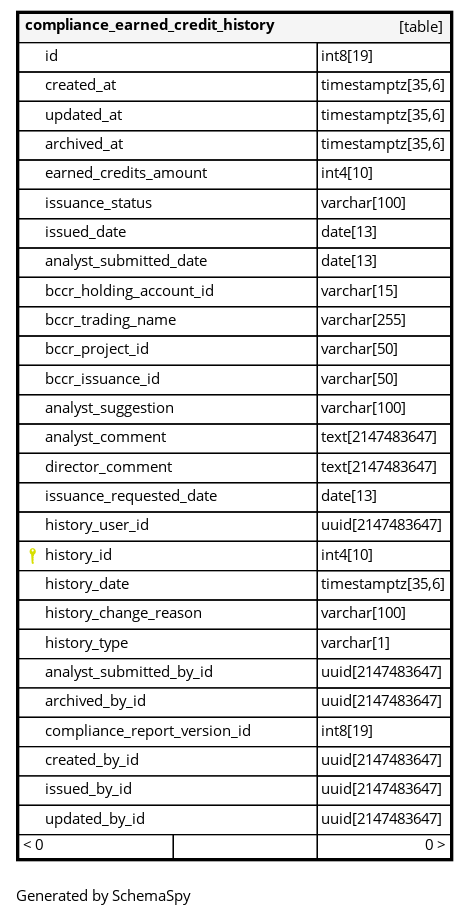 compliance_earned_credit_history [table]
id int8[19]
created_at timestamptz[35,6]
updated_at timestamptz[35,6]
archived_at timestamptz[35,6]
earned_credits_amount int4[10]
issuance_status varchar[100]
issued_date date[13]
analyst_submitted_date date[13]
bccr_holding_account_id varchar[15]
bccr_trading_name varchar[255]
bccr_project_id varchar[50]
bccr_issuance_id varchar[50]
analyst_suggestion varchar[100]
analyst_comment text[2147483647]
director_comment text[2147483647]
issuance_requested_date date[13]
history_user_id uuid[2147483647]
history_id int4[10]
history_date timestamptz[35,6]
history_change_reason varchar[100]
history_type varchar[1]
analyst_submitted_by_id uuid[2147483647]
archived_by_id uuid[2147483647]
compliance_report_version_id int8[19]
created_by_id uuid[2147483647]
issued_by_id uuid[2147483647]
updated_by_id uuid[2147483647]
< 0 0 >
Generated by SchemaSpy